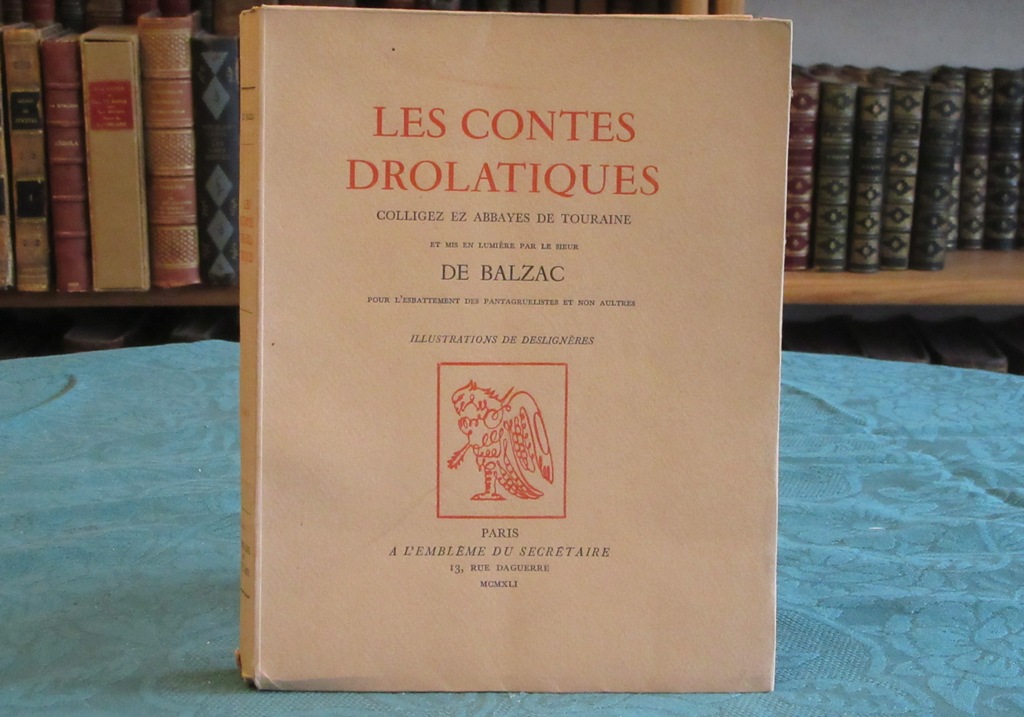 LES CONTES
DROLATIQUES
COLLIGEZ EZ ABBAYES DE TOURAINE
ET MIS EN LUMIÈRE PAR LE SIEUR
DE BALZAC
POUR L'ESBATTEMENT DES PANTAGRUELISTES ET NON AULTRES
ILLUSTRATIONS DE DESLIGNÈRES
PARIS
A L'EMBLÈME DU SECRÉTAIRE
13, RUE DAGUERRE
MCMXLI